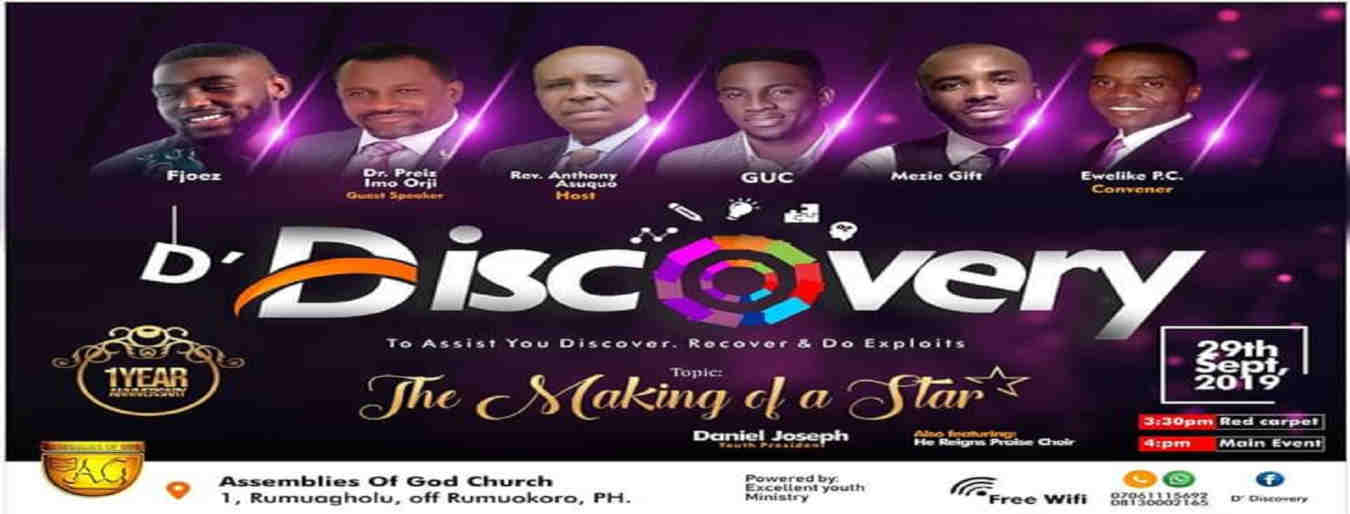 Fjoez
Dr. Preiz
Imo Orji
Guest Speaker
Rev. Anthony
Asuquo
Host
GUC
Mezie Gift
Ewelike P.C.
Convener
D' Discovery
To Assist You Discover. Recover & Do Exploits
1YEAR
ANNIVERSARY
Topic:
The Making of a Star
Daniel Joseph
Youth President
Also featuring:
He Reigns Praise Choir
29th
Sept,
2019
3:30pm Red carpet
4:pm Main Event
AG
Assemblies Of God Church
1, Rumuagholu, off Rumuokoro, PH.
Powered by:
Excellent youth
Ministry
Free Wifi
07061115692
08130002165
D' Discovery